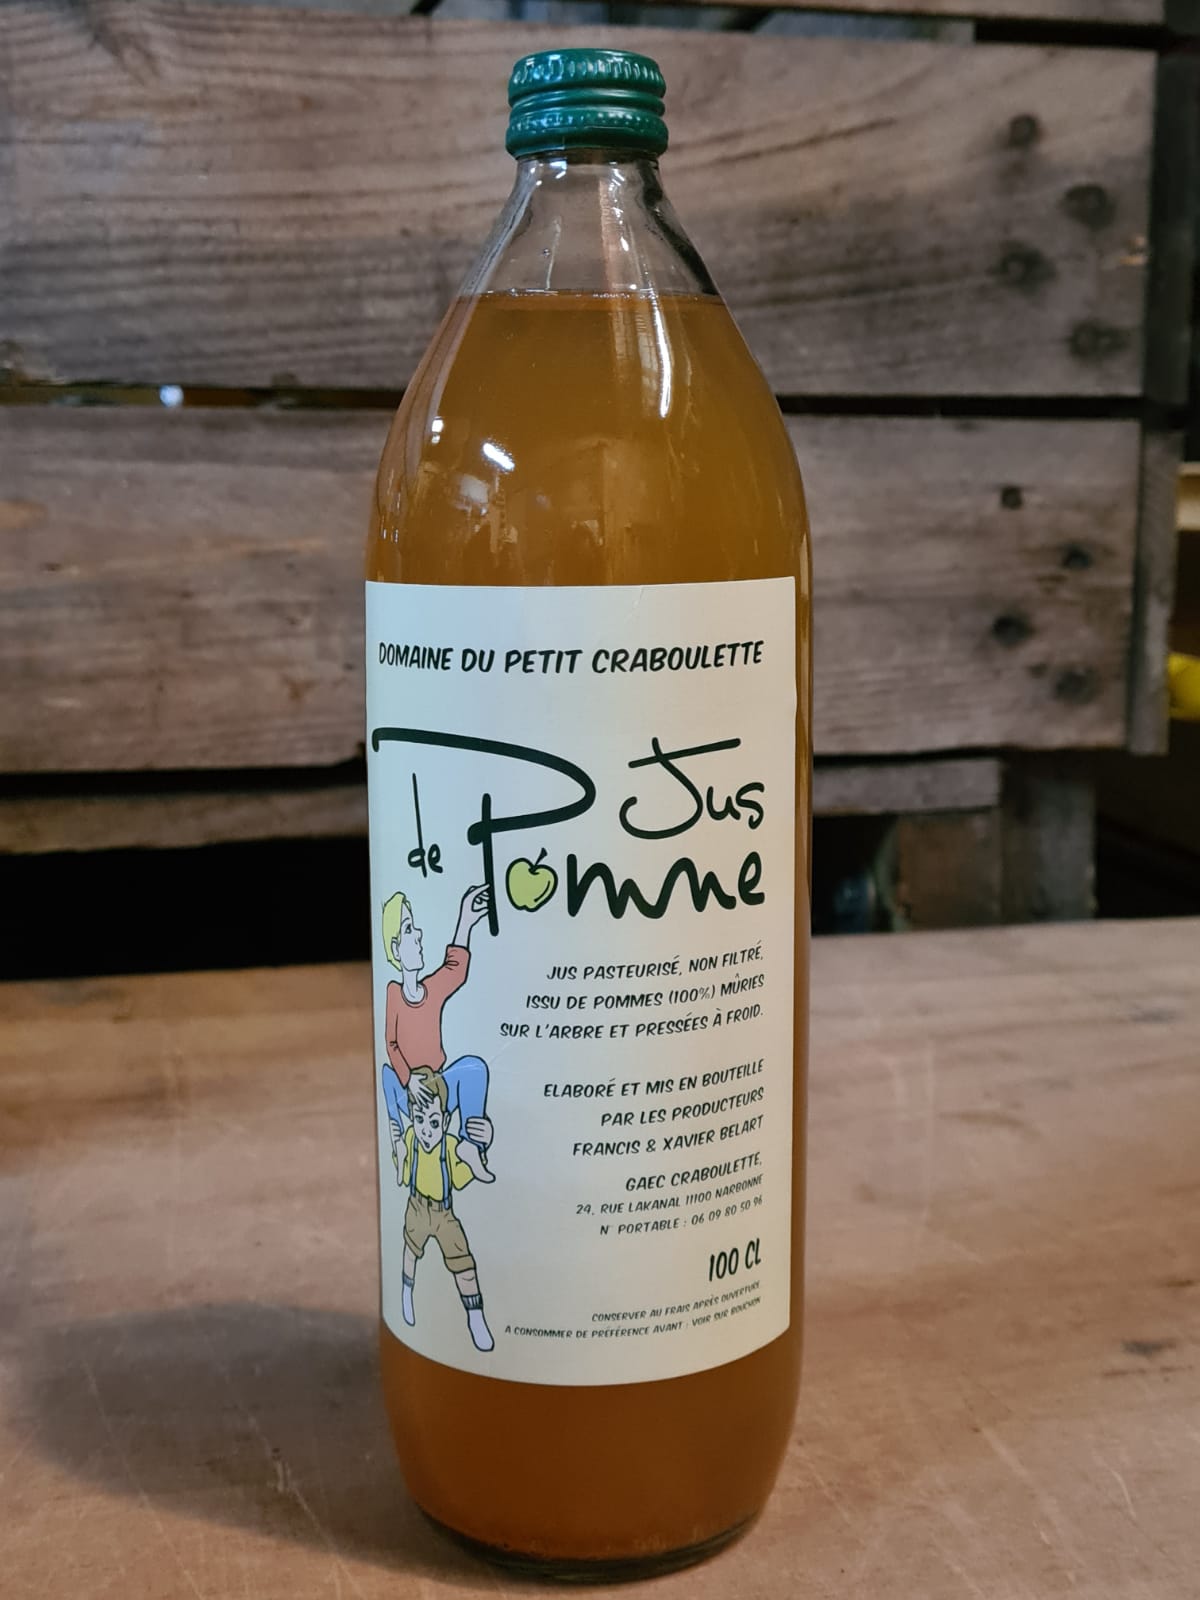 DOMAINE DU PETIT CRABOULETTE
Jus
de Pomme
JUS PASTEURISÉ, NON FILTRÉ,
ISSU DE POMMES (100%) MÛRIES
SUR L'ARBRE ET PRESSÉES À FROID.
ELABORÉ ET MIS EN BOUTEILLE
PAR LES PRODUCTEURS
FRANCIS & XAVIER BELART
GAEC CRABOULETTE,
24, RUE LAKANAL 11100 NARBONNE
N° PORTABLE : 06 09 80 50 96
100 CL
CONSERVER AU FRAIS APRÈS OUVERTURE.
A CONSOMMER DE PRÉFÉRENCE AVANT : VOIR SUR BOUCHON